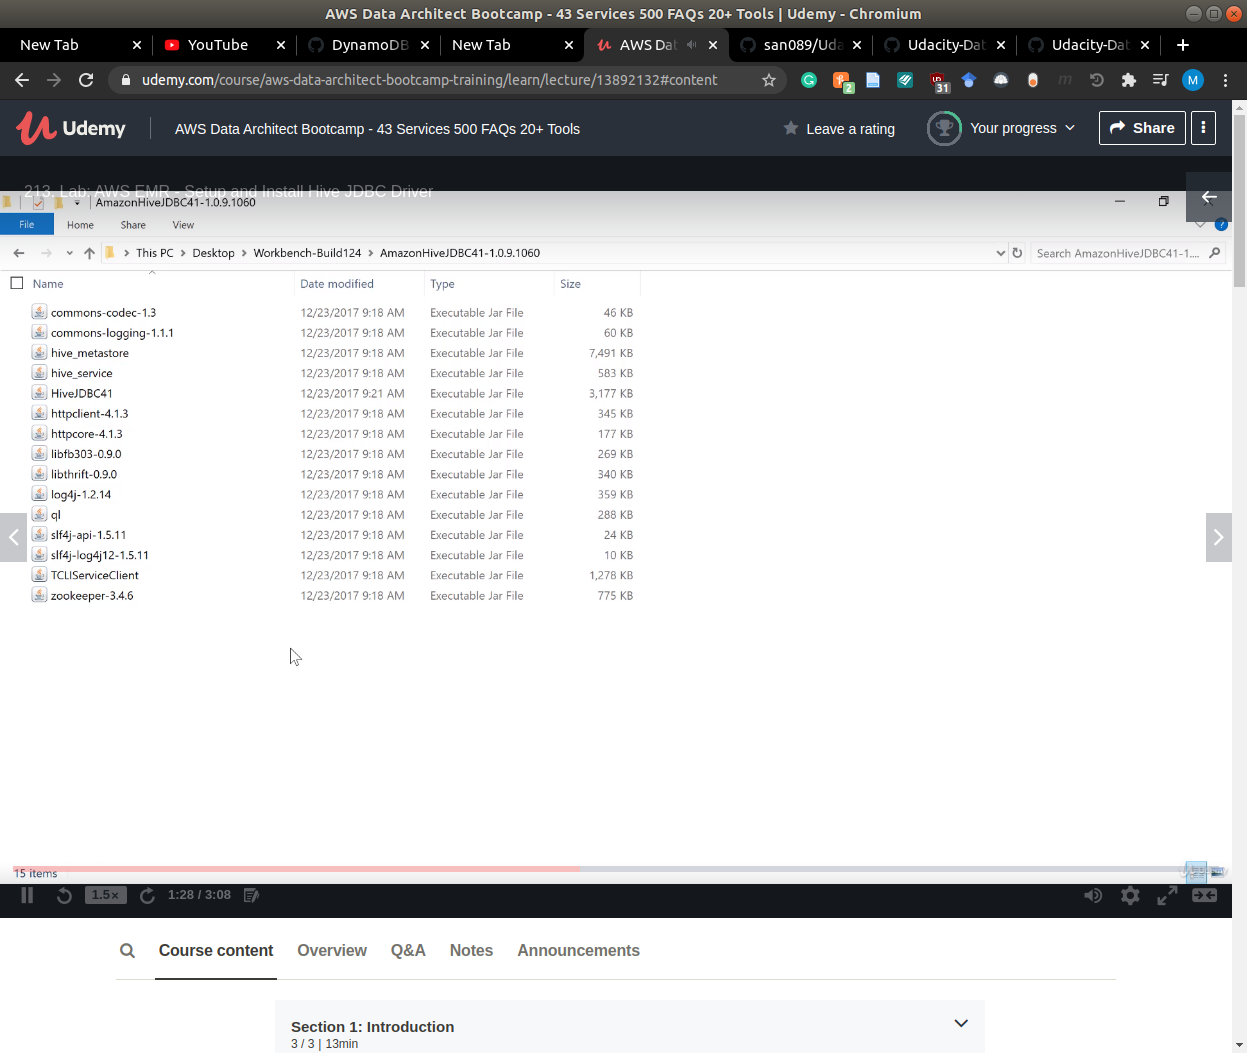 AWS Data Architect Bootcamp - 43 Services 500 FAQs 20+ Tools | Udemy - Chromium
New Tab YouTube DynamoDB New Tab AWS Dat san089/Uda Udacity-Dat Udacity-Dat
udemy.com/course/aws-data-architect-bootcamp-training/learn/lecture/13892132#content 2 31 M
Udemy AWS Data Architect Bootcamp - 43 Services 500 FAQs 20+ Tools Leave a rating Your progress Share
213. Lab: AWS EMR - Setup and Install Hive JDBC Driver
AmazonHiveJDBC41-1.0.9.1060
File Home Share View
This PC > Desktop > Workbench-Build124 > AmazonHiveJDBC41-1.0.9.1060 Search AmazonHiveJDBC41-1....
Name Date modified Type Size
commons-codec-1.3 12/23/2017 9:18 AM Executable Jar File 46 KB
commons-logging-1.1.1 12/23/2017 9:18 AM Executable Jar File 60 KB
hive_metastore 12/23/2017 9:18 AM Executable Jar File 7,491 KB
hive_service 12/23/2017 9:18 AM Executable Jar File 583 KB
HiveJDBC41 12/23/2017 9:21 AM Executable Jar File 3,177 KB
httpclient-4.1.3 12/23/2017 9:18 AM Executable Jar File 345 KB
httpcore-4.1.3 12/23/2017 9:18 AM Executable Jar File 177 KB
libfb303-0.9.0 12/23/2017 9:18 AM Executable Jar File 269 KB
libthrift-0.9.0 12/23/2017 9:18 AM Executable Jar File 340 KB
log4j-1.2.14 12/23/2017 9:18 AM Executable Jar File 359 KB
ql 12/23/2017 9:18 AM Executable Jar File 288 KB
slf4j-api-1.5.11 12/23/2017 9:18 AM Executable Jar File 24 KB
slf4j-log4j12-1.5.11 12/23/2017 9:18 AM Executable Jar File 10 KB
TCLIServiceClient 12/23/2017 9:18 AM Executable Jar File 1,278 KB
zookeeper-3.4.6 12/23/2017 9:18 AM Executable Jar File 775 KB
15 items
1.5× 1:28 / 3:08
Course content Overview Q&A Notes Announcements
Section 1: Introduction
3 / 3 | 13min